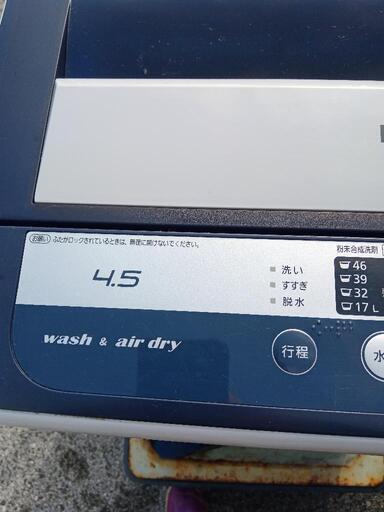 お願い ふたがロックされているときは、無理に開けないでください。
粉末合成洗剤
4.5
洗い
すすぎ
脱水
46
39
32
17 L
wash & air dry
行程
水